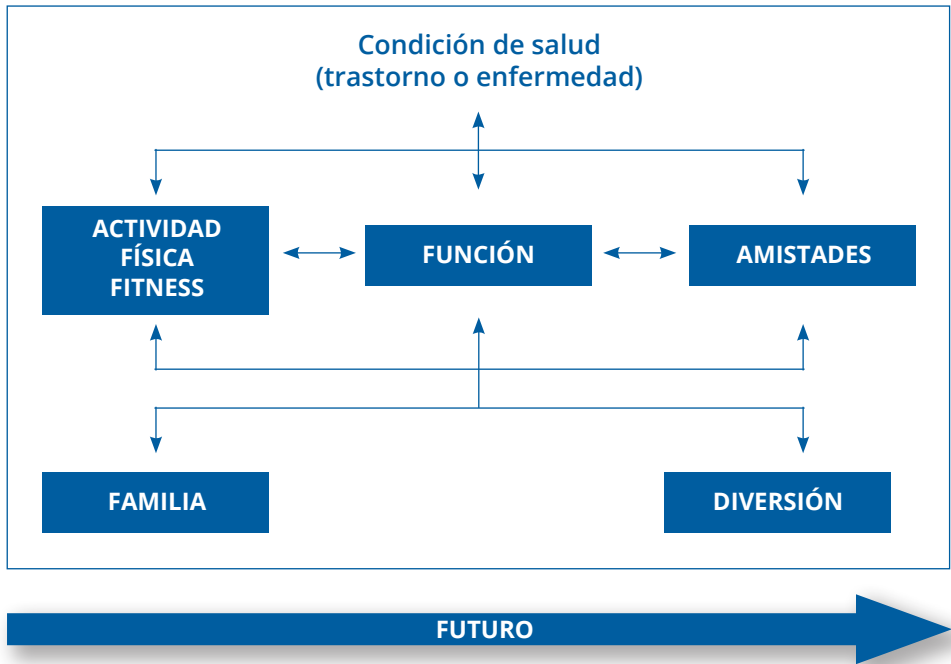 Condición de salud
(trastorno o enfermedad)
ACTIVIDAD
FÍSICA
FITNESS
FUNCIÓN
AMISTADES
FAMILIA
DIVERSIÓN
FUTURO